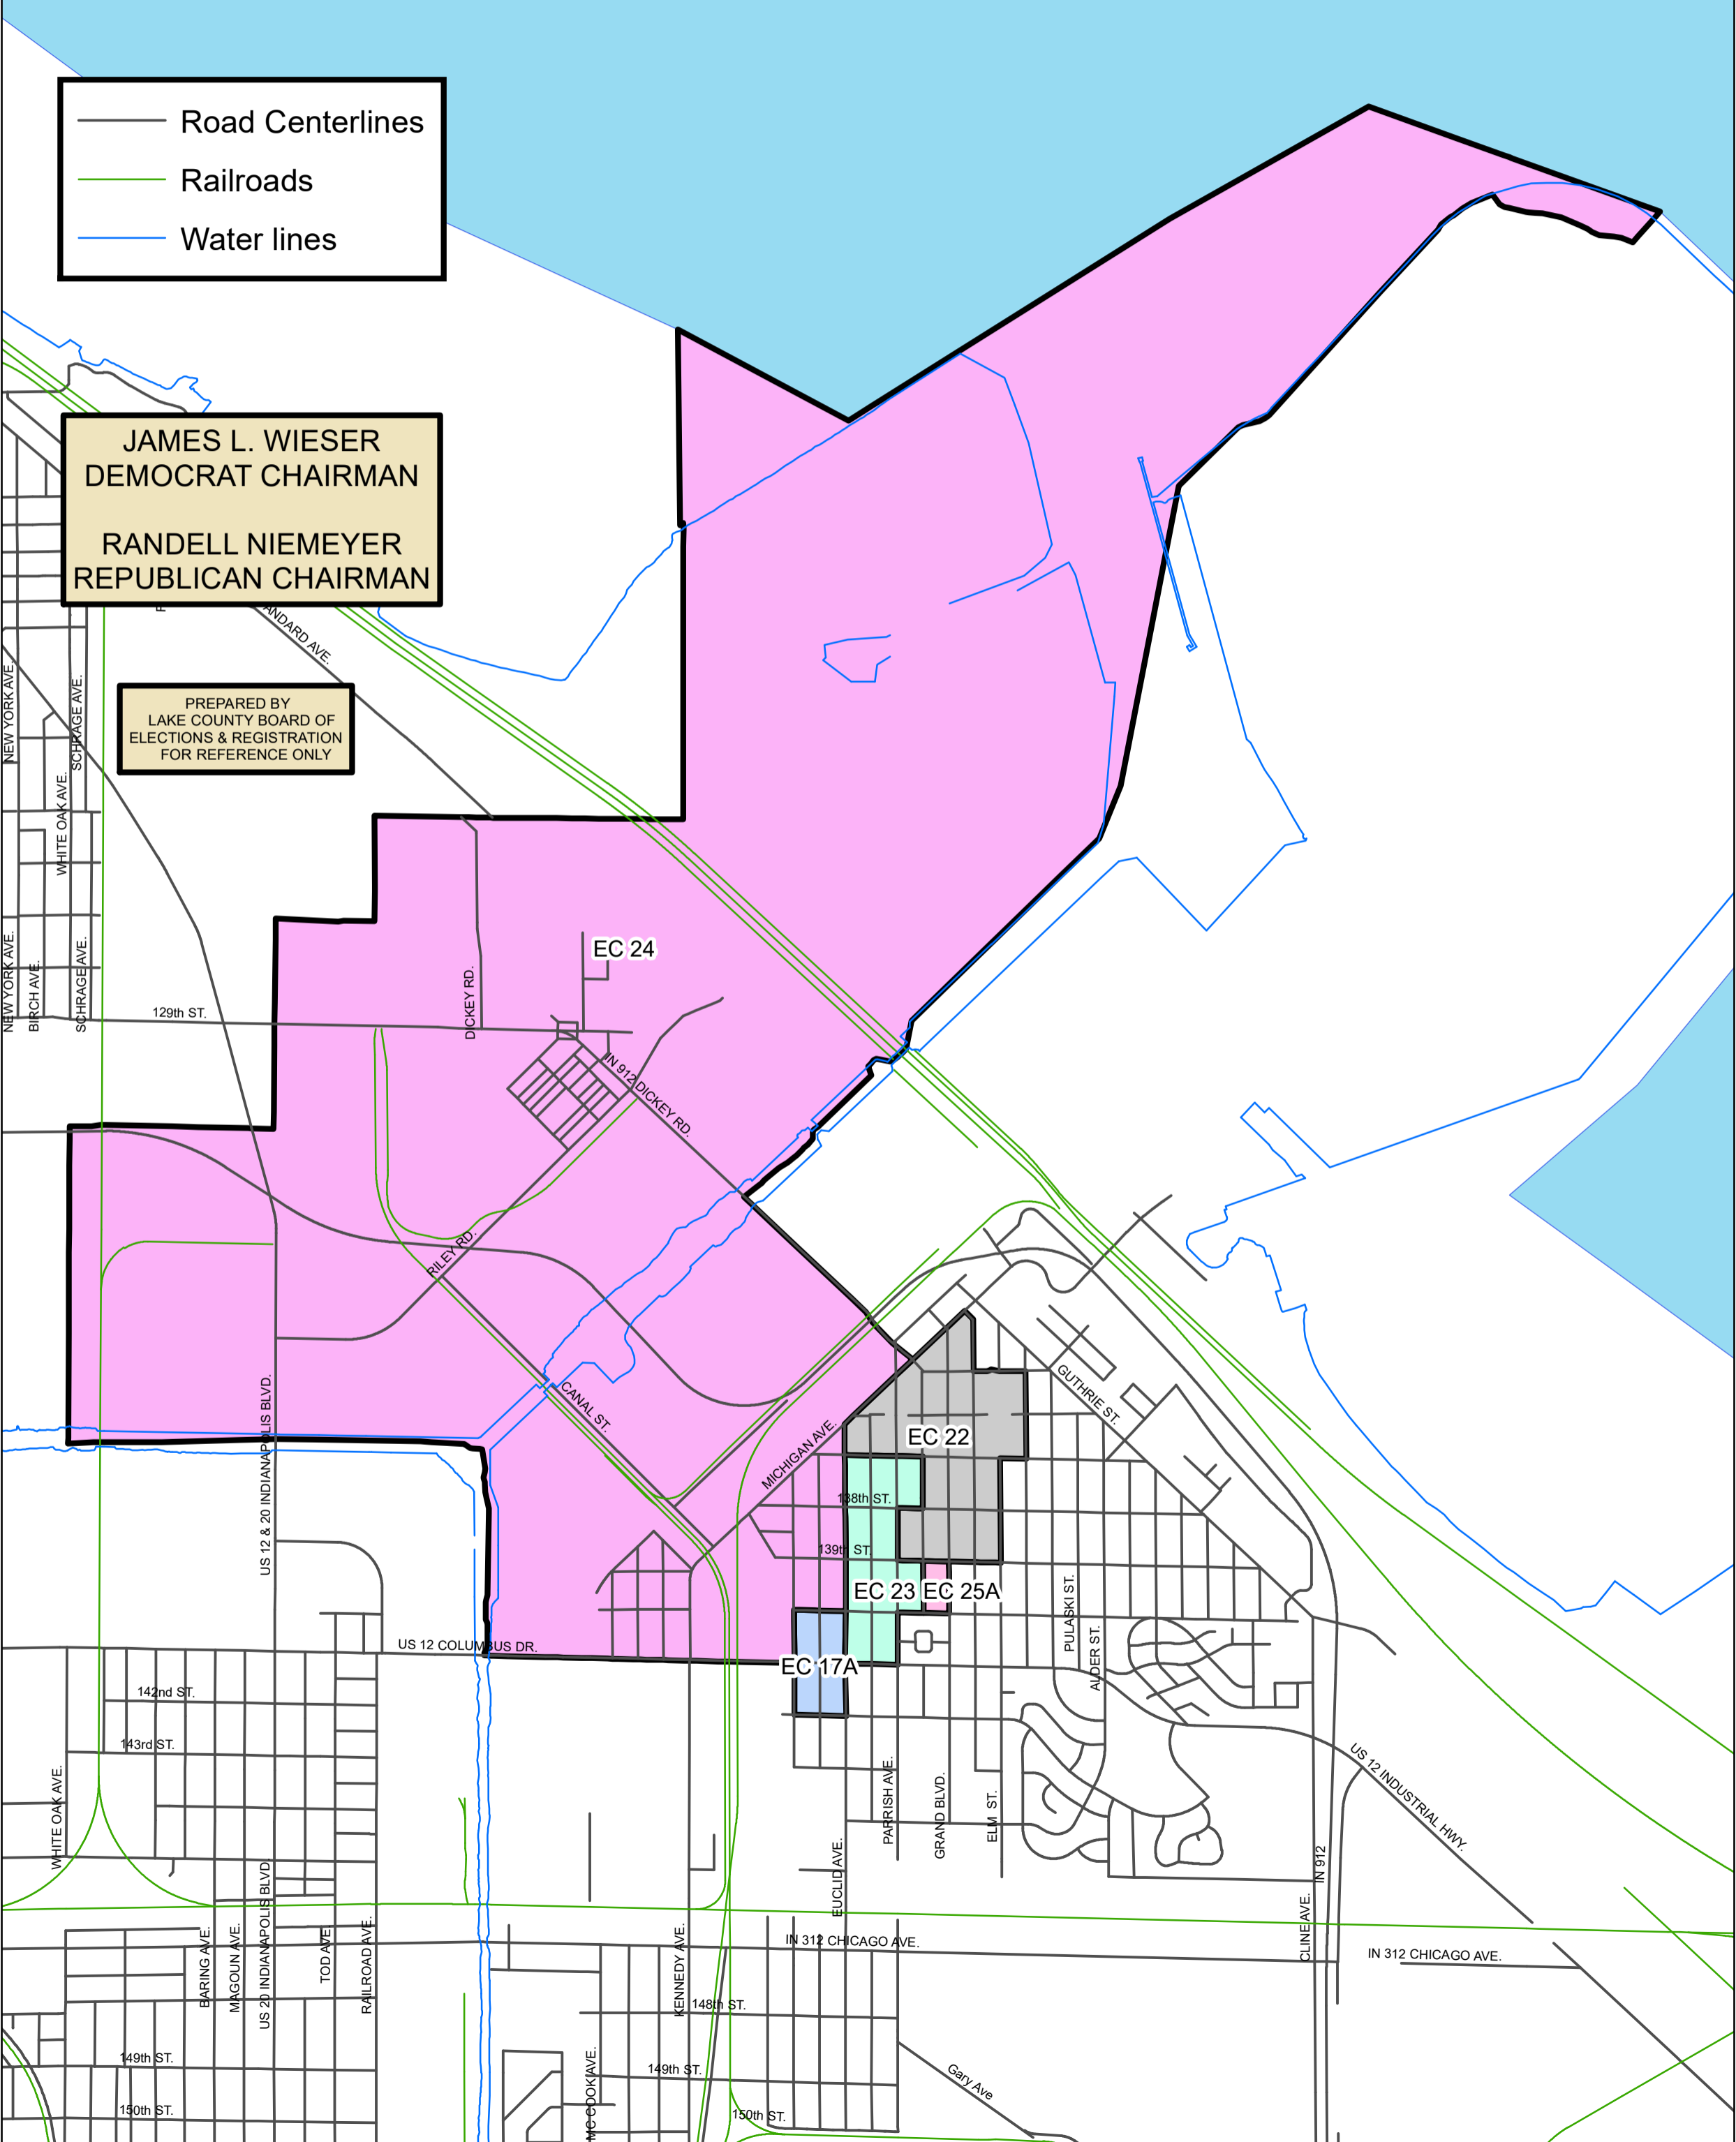 Road Centerlines
Railroads
Water lines
JAMES L. WIESER
DEMOCRAT CHAIRMAN
RANDELL NIEMEYER
REPUBLICAN CHAIRMAN
ANDARD AVE.
PREPARED BY
LAKE COUNTY BOARD OF
ELECTIONS & REGISTRATION
FOR REFERENCE ONLY
NEW YORK AVE.
SCHRAGE AVE.
WHITE OAK AVE.
NEW YORK AVE.
BIRCH AVE.
SCHRAGE AVE.
129th ST.
DICKEY RD.
EC 24
IN 912 DICKEY RD.
RILEY RD.
CANAL ST.
US 12 & 20 INDIANAPOLIS BLVD.
MICHIGAN AVE.
GUTHRIE ST.
EC 22
138th ST.
139th ST.
EC 23
EC 25A
PULASKI ST.
ALDER ST.
US 12 COLUMBUS DR.
EC 17A
142nd ST.
143rd ST.
WHITE OAK AVE.
US 12 INDUSTRIAL HWY.
PARRISH AVE.
GRAND BLVD.
ELM ST.
EUCLID AVE.
IN 912
CLINE AVE.
BARING AVE.
MAGOUN AVE.
US 20 INDIANAPOLIS BLVD.
TOD AVE.
RAILROAD AVE.
KENNEDY AVE.
IN 312 CHICAGO AVE.
IN 312 CHICAGO AVE.
148th ST.
149th ST.
149th ST.
MC COOK AVE.
Gary Ave
150th ST.
150th ST.